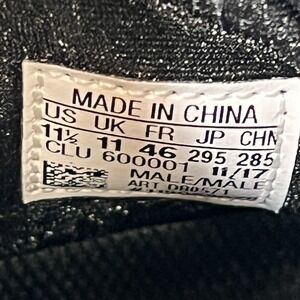 MADE IN CHINA
US UK FR JP CHN
11½ 11 46 295 285
CLU 600001 11/17
MALE/MALE
ART